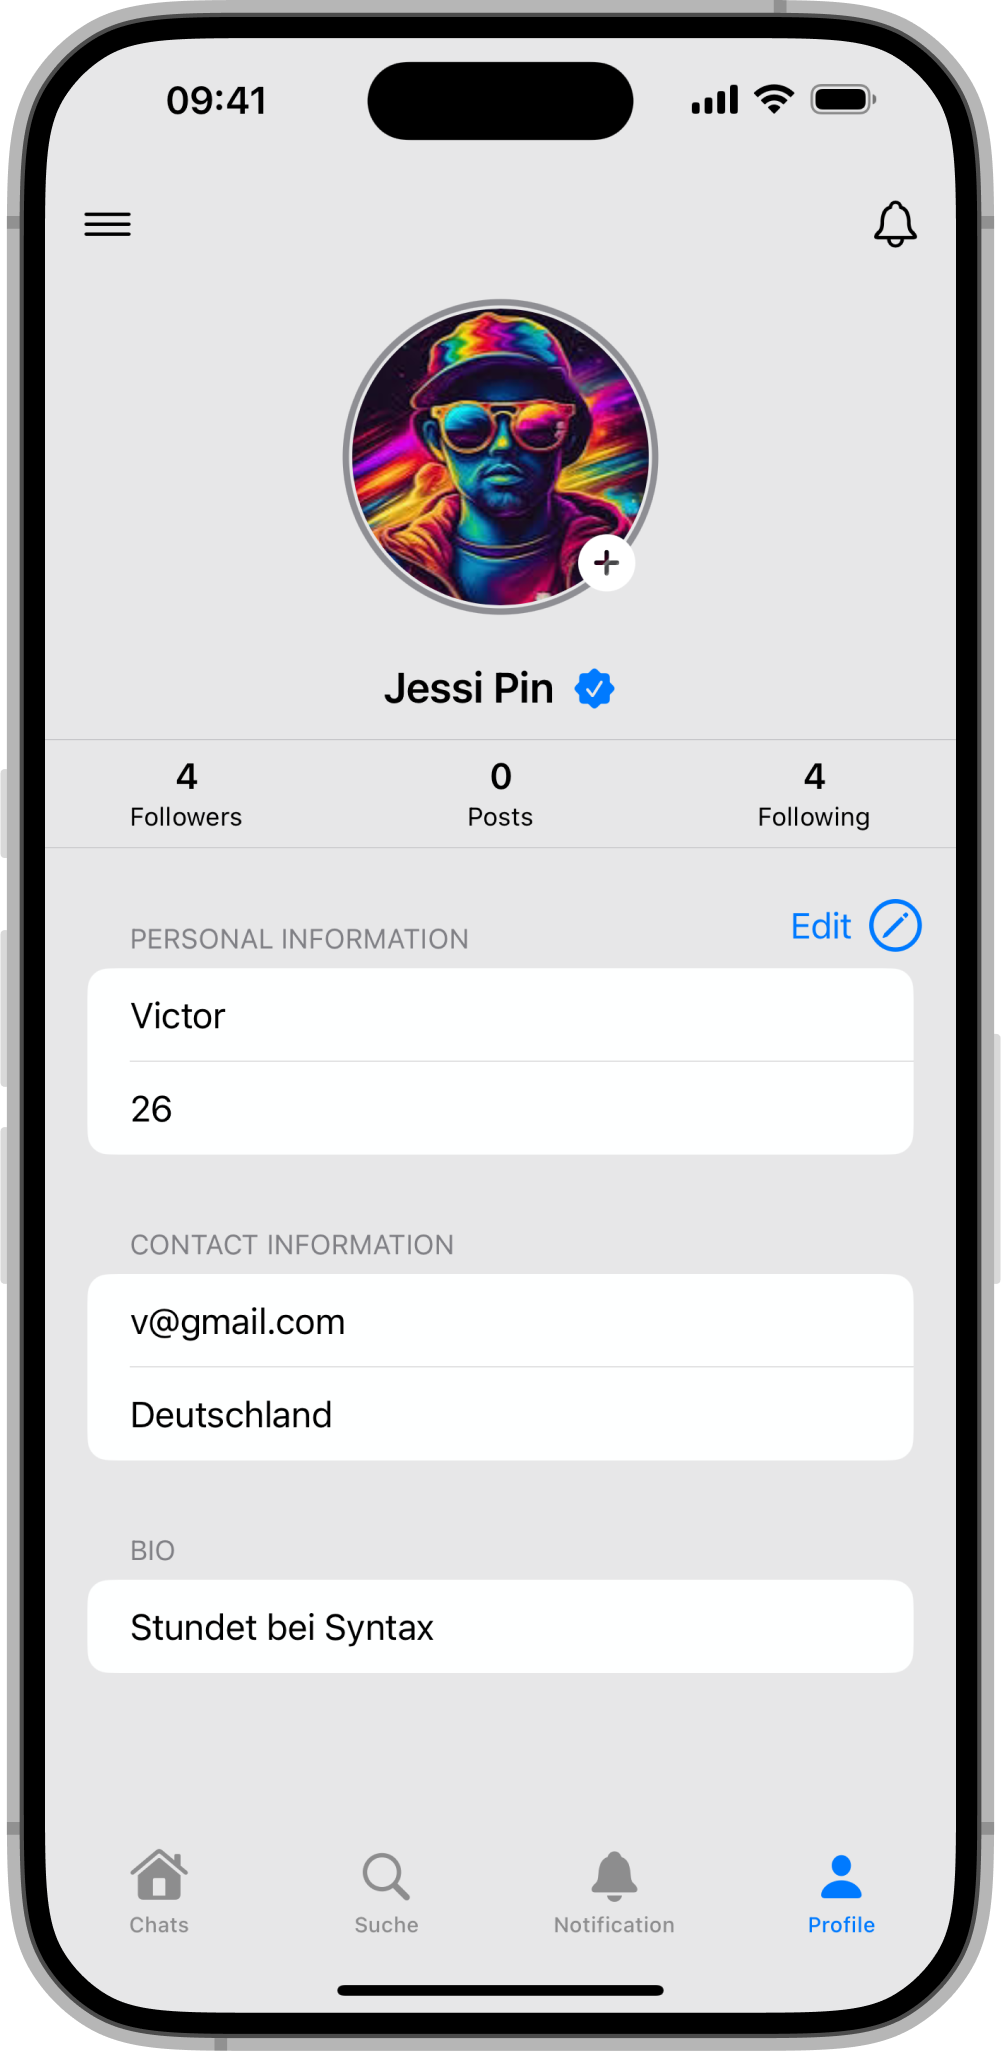 09:41
Jessi Pin
4
Followers
0
Posts
4
Following
PERSONAL INFORMATION
Edit
Victor
26
CONTACT INFORMATION
v@gmail.com
Deutschland
BIO
Stundet bei Syntax
Chats
Suche
Notification
Profile